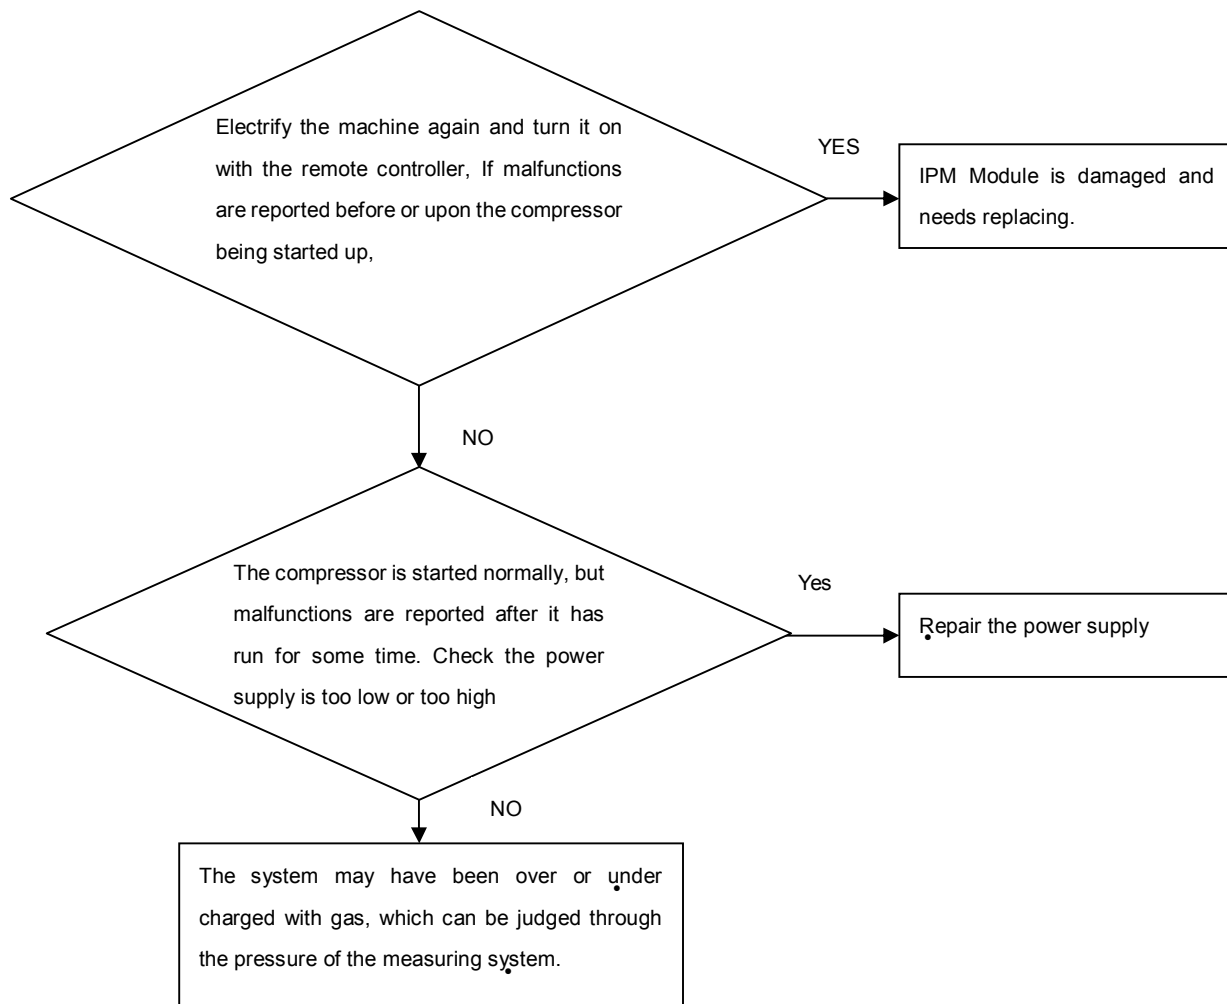 Electrify the machine again and turn it on
with the remote controller, If malfunctions
are reported before or upon the compressor
being started up,
YES
IPM Module is damaged and
needs replacing.
NO
The compressor is started normally, but
malfunctions are reported after it has
run for some time. Check the power
supply is too low or too high
Yes
Repair the power supply
NO
The system may have been over or under
charged with gas, which can be judged through
the pressure of the measuring system.